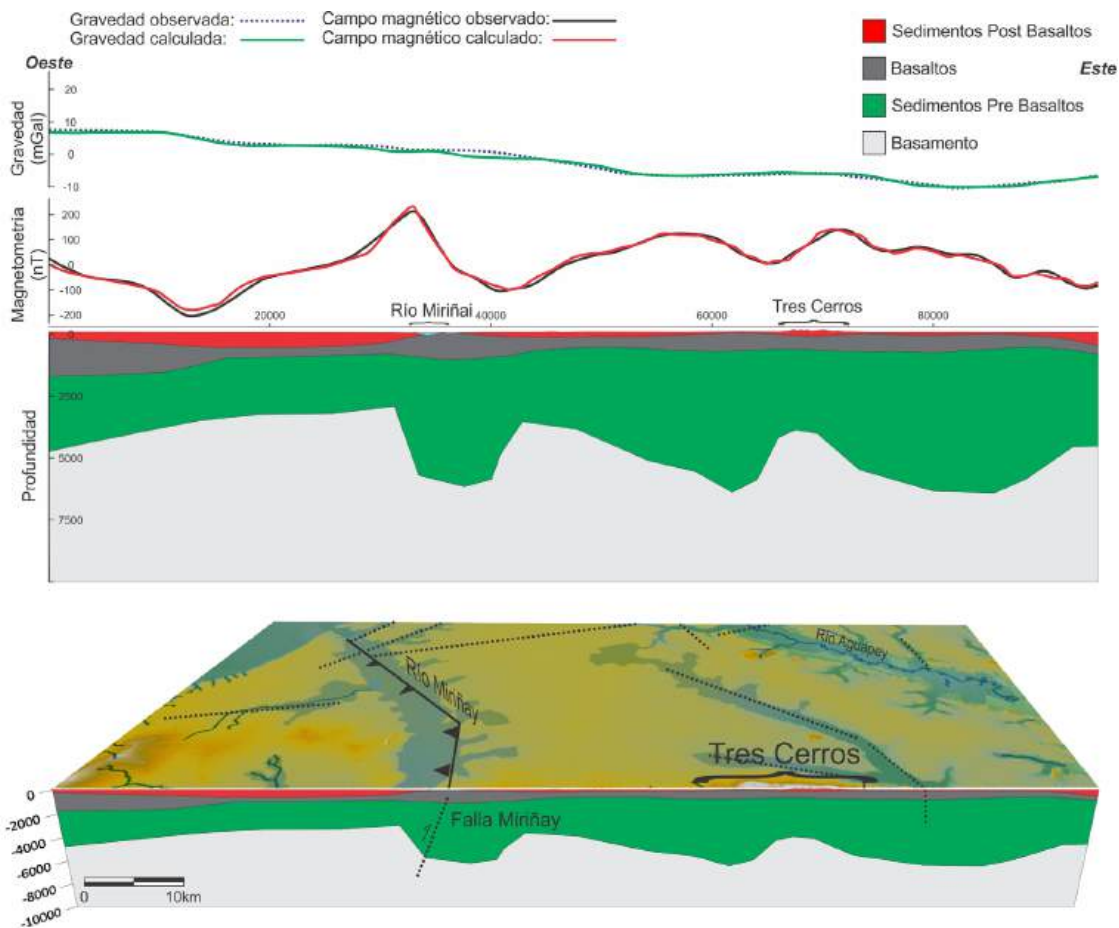 Gravedad observada: Campo magnético observado:
Gravedad calculada: Campo magnético calculado:
Sedimentos Post Basaltos
Basaltos
Sedimentos Pre Basaltos
Basamento
Oeste
Este
Gravedad
(mGal)
20
10
0
-10
Magnetometría
(nT)
200
100
0
-100
-200
Río Miriñai
Tres Cerros
20000 40000 60000 80000
Profundidad
0
2500
5000
7500
Río Miriñay
Río Aguapey
Tres Cerros
Falla Miriñay
0
-2000
-4000
-6000
-8000
-10000
0 10km